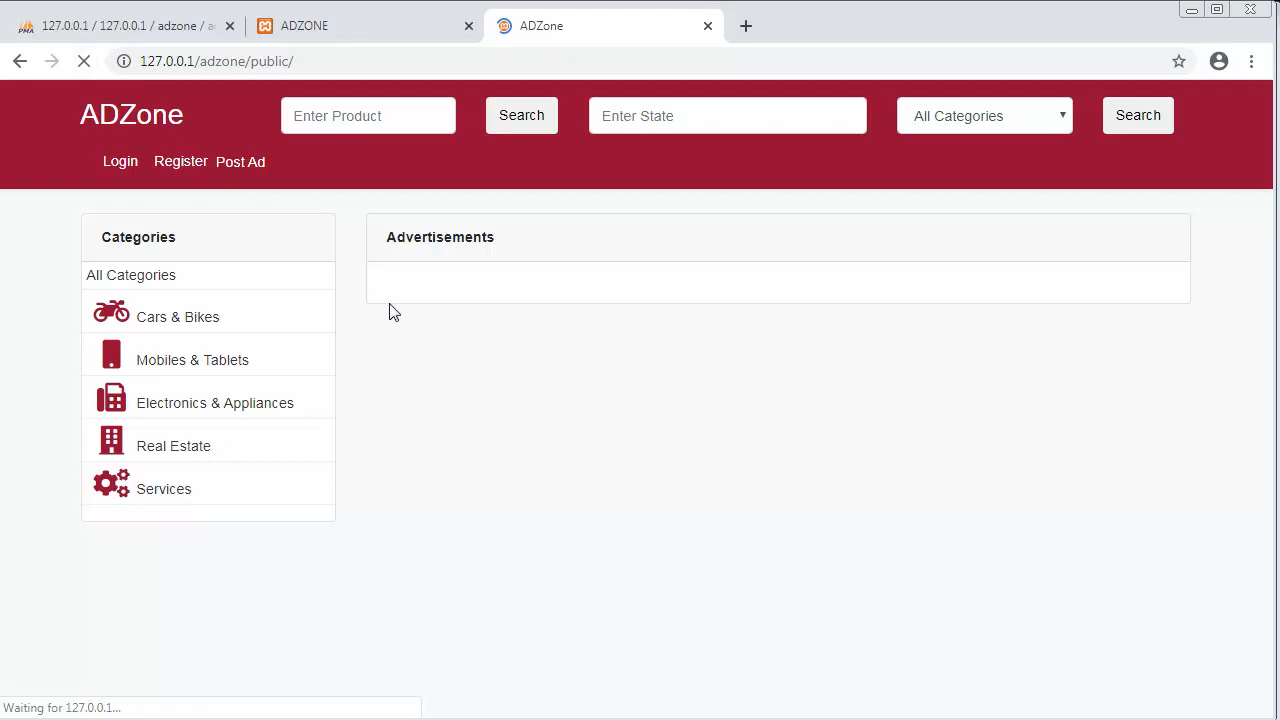 127.0.0.1 / 127.0.0.1 / adzone / a
ADZONE
ADZone
127.0.0.1/adzone/public/
ADZone
Enter Product
Search
Enter State
All Categories
Search
Login
Register
Post Ad
Categories
Advertisements
All Categories
Cars & Bikes
Mobiles & Tablets
Electronics & Appliances
Real Estate
Services
Waiting for 127.0.0.1...